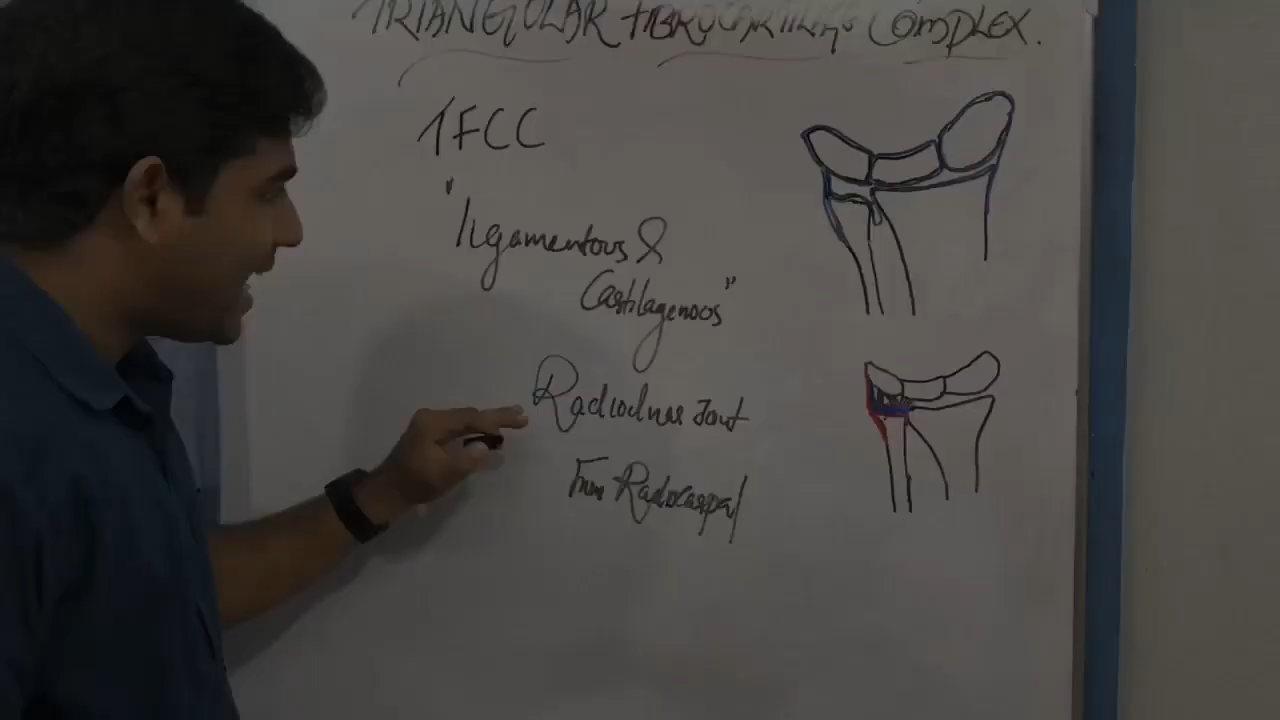 TRIANGULAR FIBROCARTILAGE COMPLEX.
TFCC
"ligamentous &
Cartilagenous"
Radioulnar Joint
From Radiocarpal